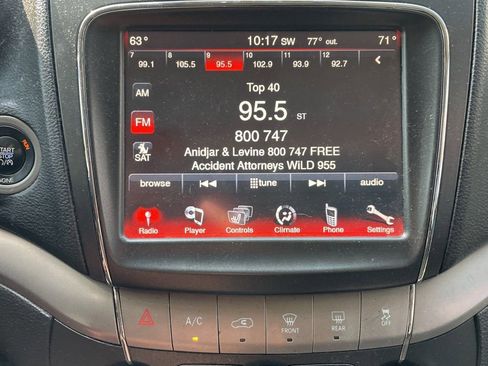 63° 10:17 SW 77° out. 71°
7 8 9 10 11 12
99.1 105.5 95.5 102.9 93.9 92.7
AM
Top 40
FM
95.5 ST
800 747
SAT
Anidjar & Levine 800 747 FREE
Accident Attorneys WiLD 955
browse tune audio
Radio Player Controls Climate Phone Settings
START
STOP
RUN
ENGINE
A/C FRONT REAR OFF